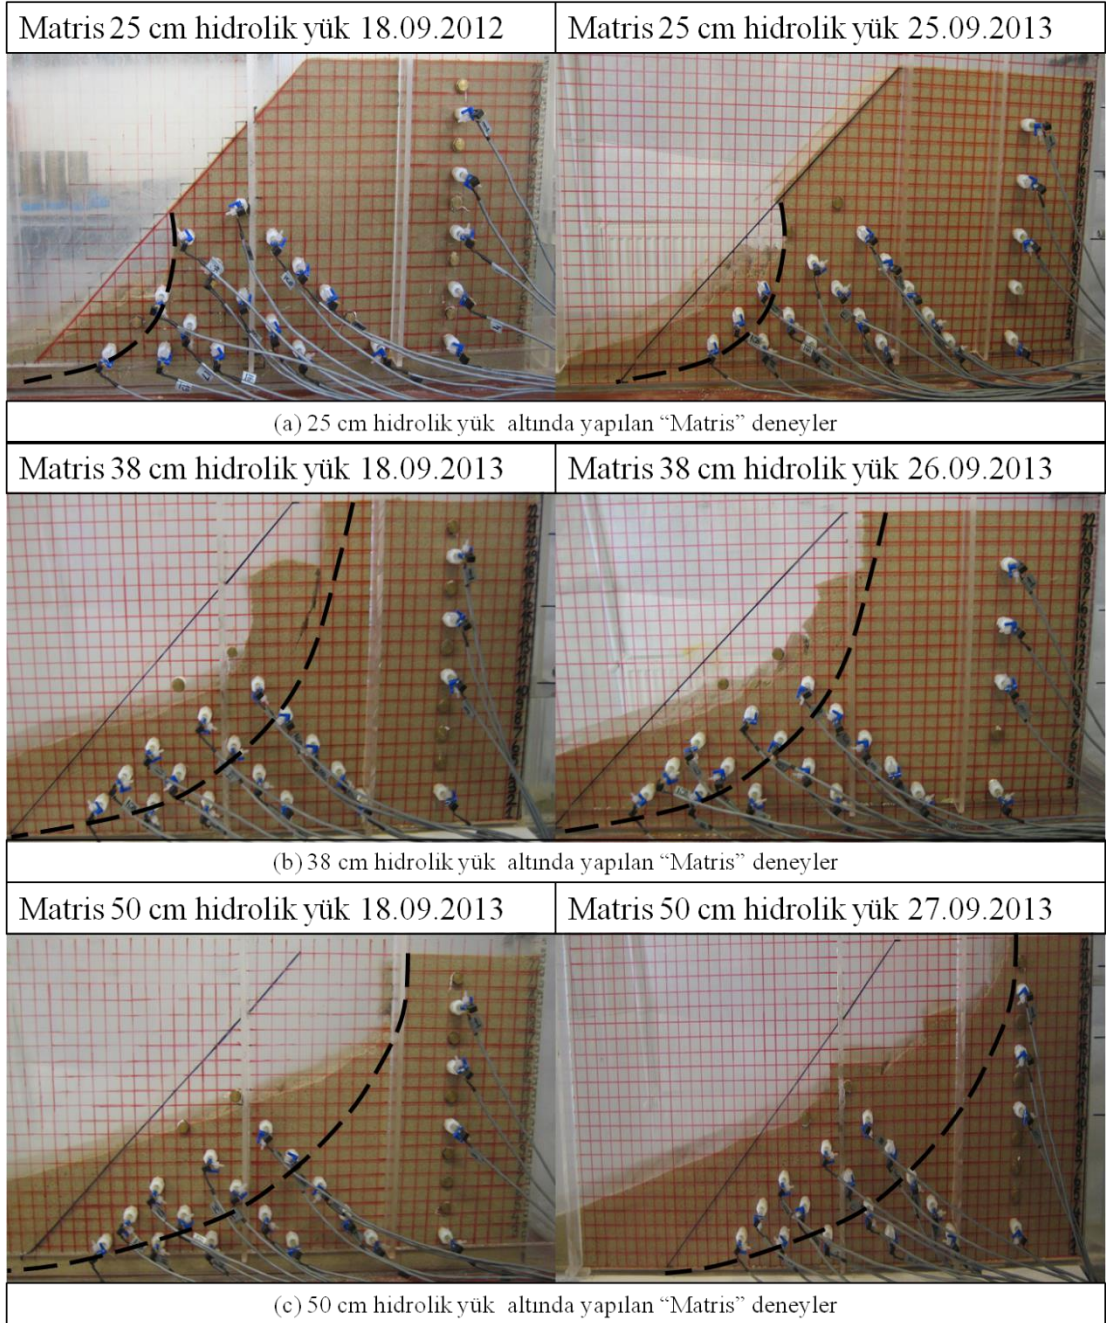 Matris 25 cm hidrolik yük 18.09.2012
Matris 25 cm hidrolik yük 25.09.2013
(a) 25 cm hidrolik yük altında yapılan “Matris” deneyler
Matris 38 cm hidrolik yük 18.09.2013
Matris 38 cm hidrolik yük 26.09.2013
(b) 38 cm hidrolik yük altında yapılan “Matris” deneyler
Matris 50 cm hidrolik yük 18.09.2013
Matris 50 cm hidrolik yük 27.09.2013
(c) 50 cm hidrolik yük altında yapılan “Matris” deneyler